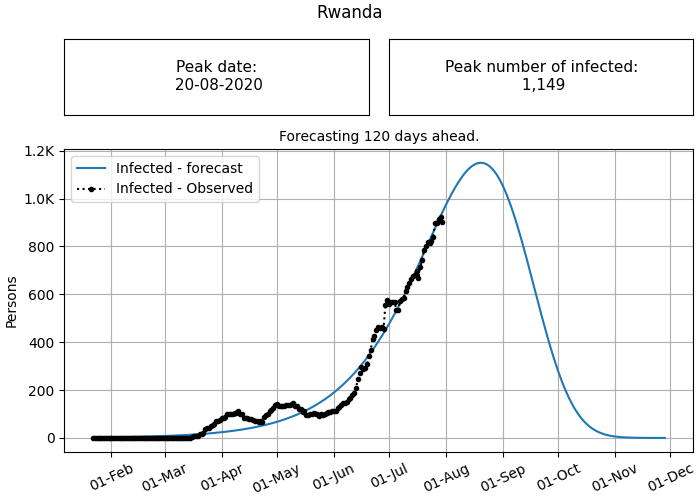 Rwanda
Peak date:
20-08-2020
Peak number of infected:
1,149
Forecasting 120 days ahead.
Infected - forecast
Infected - Observed
Persons
1.2K
1.0K
800
600
400
200
0
01-Feb
01-Mar
01-Apr
01-May
01-Jun
01-Jul
01-Aug
01-Sep
01-Oct
01-Nov
01-Dec